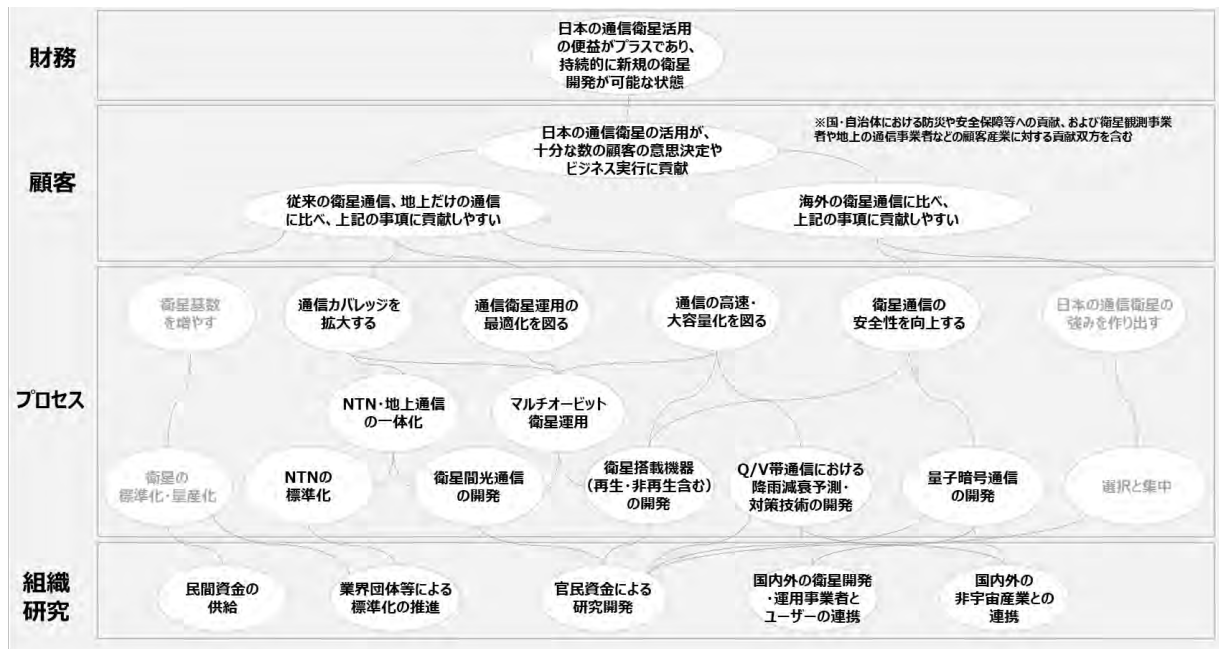 財務
日本の通信衛星活用
の便益がプラスであり、
持続的に新規の衛星
開発が可能な状態
顧客
日本の通信衛星の活用が、
十分な数の顧客の意思決定や
ビジネス実行に貢献
※国・自治体における防災や安全保障等への貢献、および衛星観測事業
者や地上の通信事業者などの顧客産業に対する貢献双方を含む
従来の衛星通信、地上だけの通信
に比べ、上記の事項に貢献しやすい
海外の衛星通信に比べ、
上記の事項に貢献しやすい
プロセス
衛星基数
を増やす
通信カバレッジを
拡大する
通信衛星運用の
最適化を図る
通信の高速・
大容量化を図る
衛星通信の
安全性を向上する
日本の通信衛星の
強みを作り出す
NTN・地上通信
の一体化
マルチオービット
衛星運用
衛星の
標準化・量産化
NTNの
標準化
衛星間光通信
の開発
衛星搭載機器
(再生・非再生含む)
の開発
Q/V帯通信における
降雨減衰予測・
対策技術の開発
量子暗号通信
の開発
選択と集中
組織
研究
民間資金の
供給
業界団体等による
標準化の推進
官民資金による
研究開発
国内外の衛星開発
・運用事業者と
ユーザーの連携
国内外の
非宇宙産業との
連携